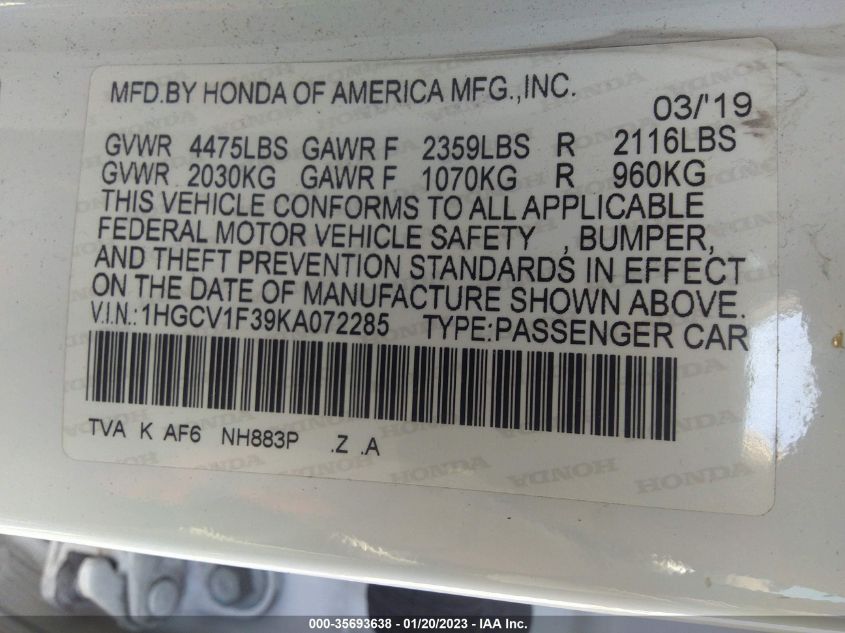 MFD.BY HONDA OF AMERICA MFG.,INC.
03/'19
GVWR 4475LBS GAWR F 2359LBS R 2116LBS
GVWR 2030KG GAWR F 1070KG R 960KG
THIS VEHICLE CONFORMS TO ALL APPLICABLE
FEDERAL MOTOR VEHICLE SAFETY , BUMPER,
AND THEFT PREVENTION STANDARDS IN EFFECT
ON THE DATE OF MANUFACTURE SHOWN ABOVE.
V.I.N.:1HGCV1F39KA072285 TYPE:PASSENGER CAR
TVA K AF6 NH883P .Z .A
000-35693638 - 01/20/2023 - IAA Inc.